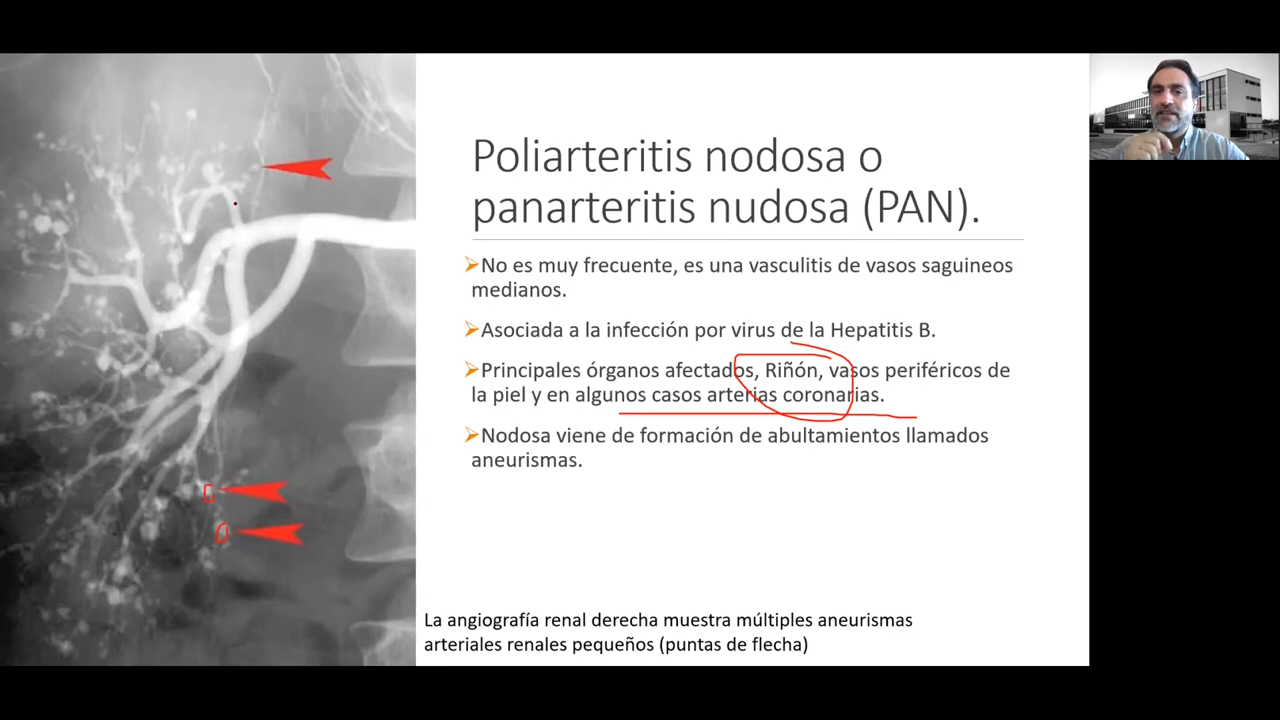 Poliarteritis nodosa o
panarteritis nudosa (PAN).
➤No es muy frecuente, es una vasculitis de vasos saguineos
medianos.
➤Asociada a la infección por virus de la Hepatitis B.
➤Principales órganos afectados, Riñón, vasos periféricos de
la piel y en algunos casos arterias coronarias.
➤Nodosa viene de formación de abultamientos llamados
aneurismas.
La angiografía renal derecha muestra múltiples aneurismas
arteriales renales pequeños (puntas de flecha)